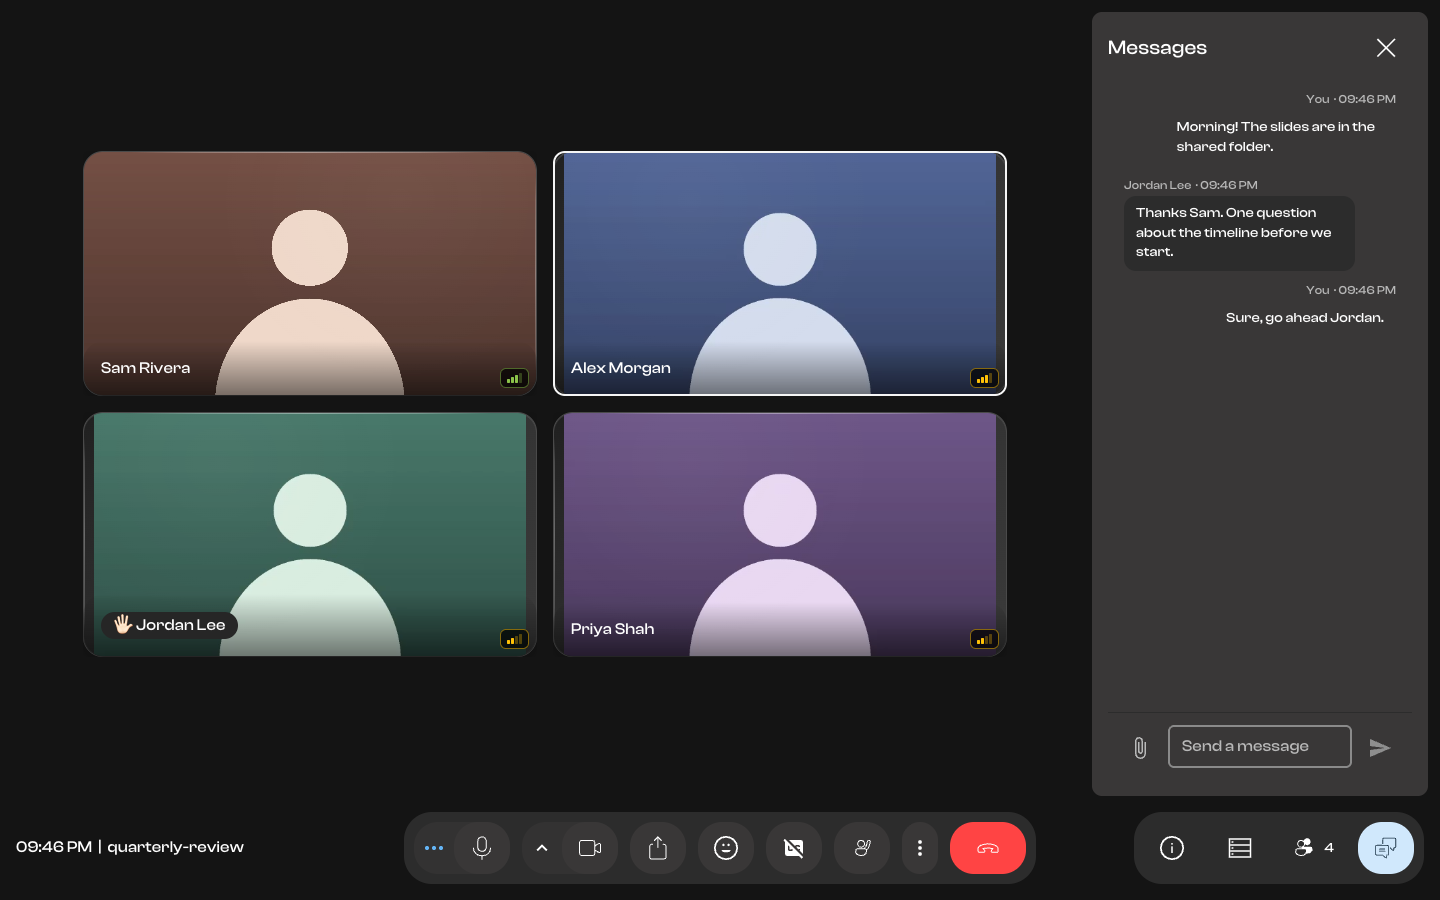 Messages
You · 09:46 PM
Morning! The slides are in the
shared folder.
Jordan Lee · 09:46 PM
Thanks Sam. One question
about the timeline before we
start.
You · 09:46 PM
Sure, go ahead Jordan.
Sam Rivera
Alex Morgan
Jordan Lee
Priya Shah
Send a message
09:46 PM | quarterly-review
4